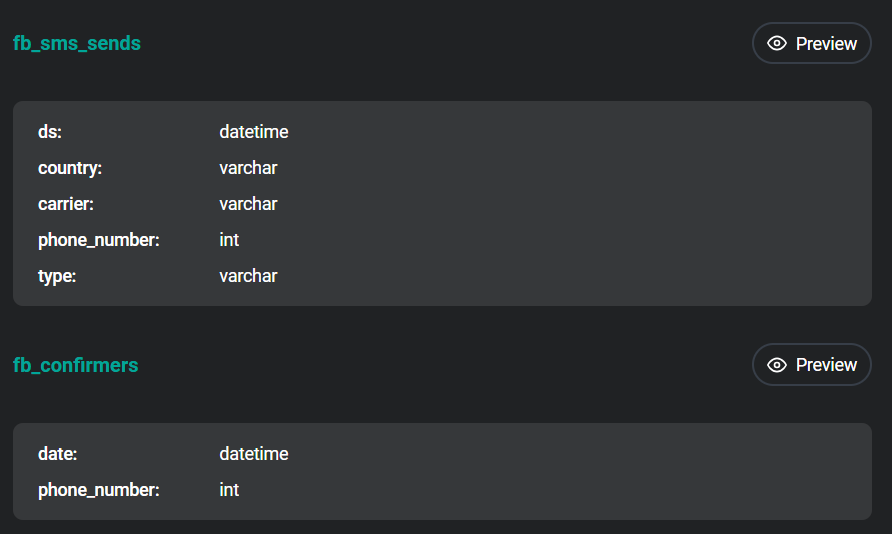 fb_sms_sends Preview
ds: datetime
country: varchar
carrier: varchar
phone_number: int
type: varchar
fb_confirmers Preview
date: datetime
phone_number: int